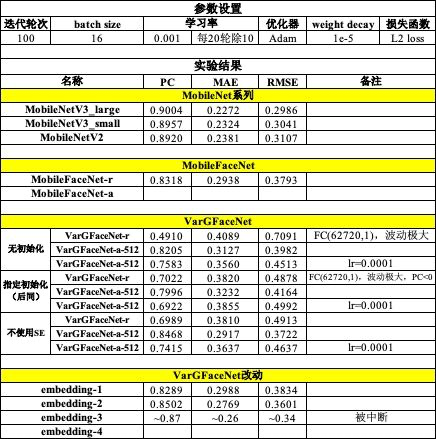 参数设置
迭代轮次 batch size 学习率 优化器 weight decay 损失函数
100 16 0.001 每20轮除10 Adam 1e-5 L2 loss
实验结果
名称 PC MAE RMSE 备注
MobileNet系列
MobileNetV3_large 0.9004 0.2272 0.2986
MobileNetV3_small 0.8957 0.2324 0.3041
MobileNetV2 0.8920 0.2381 0.3107
MobileFaceNet
MobileFaceNet-r 0.8318 0.2938 0.3793
MobileFaceNet-a
VarGFaceNet
无初始化 VarGFaceNet-r 0.4910 0.4089 0.7091 FC(62720,1)，波动极大
VarGFaceNet-a-512 0.8205 0.3127 0.3982
VarGFaceNet-a-512 0.7583 0.3560 0.4513 lr=0.0001
指定初始化（后同） VarGFaceNet-r 0.7022 0.3820 0.4878 FC(62720,1)，波动极大，PC<0
VarGFaceNet-a-512 0.7996 0.3232 0.4164
VarGFaceNet-a-512 0.6922 0.3855 0.4992 lr=0.0001
不使用SE VarGFaceNet-r 0.6989 0.3810 0.4913
VarGFaceNet-a-512 0.8468 0.2917 0.3722
VarGFaceNet-a-512 0.7415 0.3637 0.4637 lr=0.0001
VarGFaceNet改动
embedding-1 0.8289 0.2988 0.3834
embedding-2 0.8502 0.2769 0.3601
embedding-3 ~0.87 ~0.26 ~0.34 被中断
embedding-4